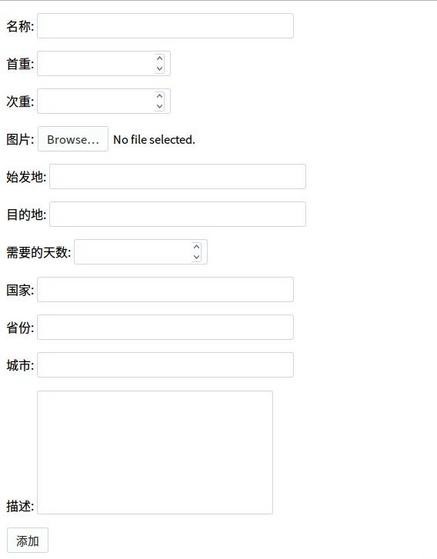 名称:
首重:
次重:
图片: Browse... No file selected.
始发地:
目的地:
需要的天数:
国家:
省份:
城市:
描述:
添加